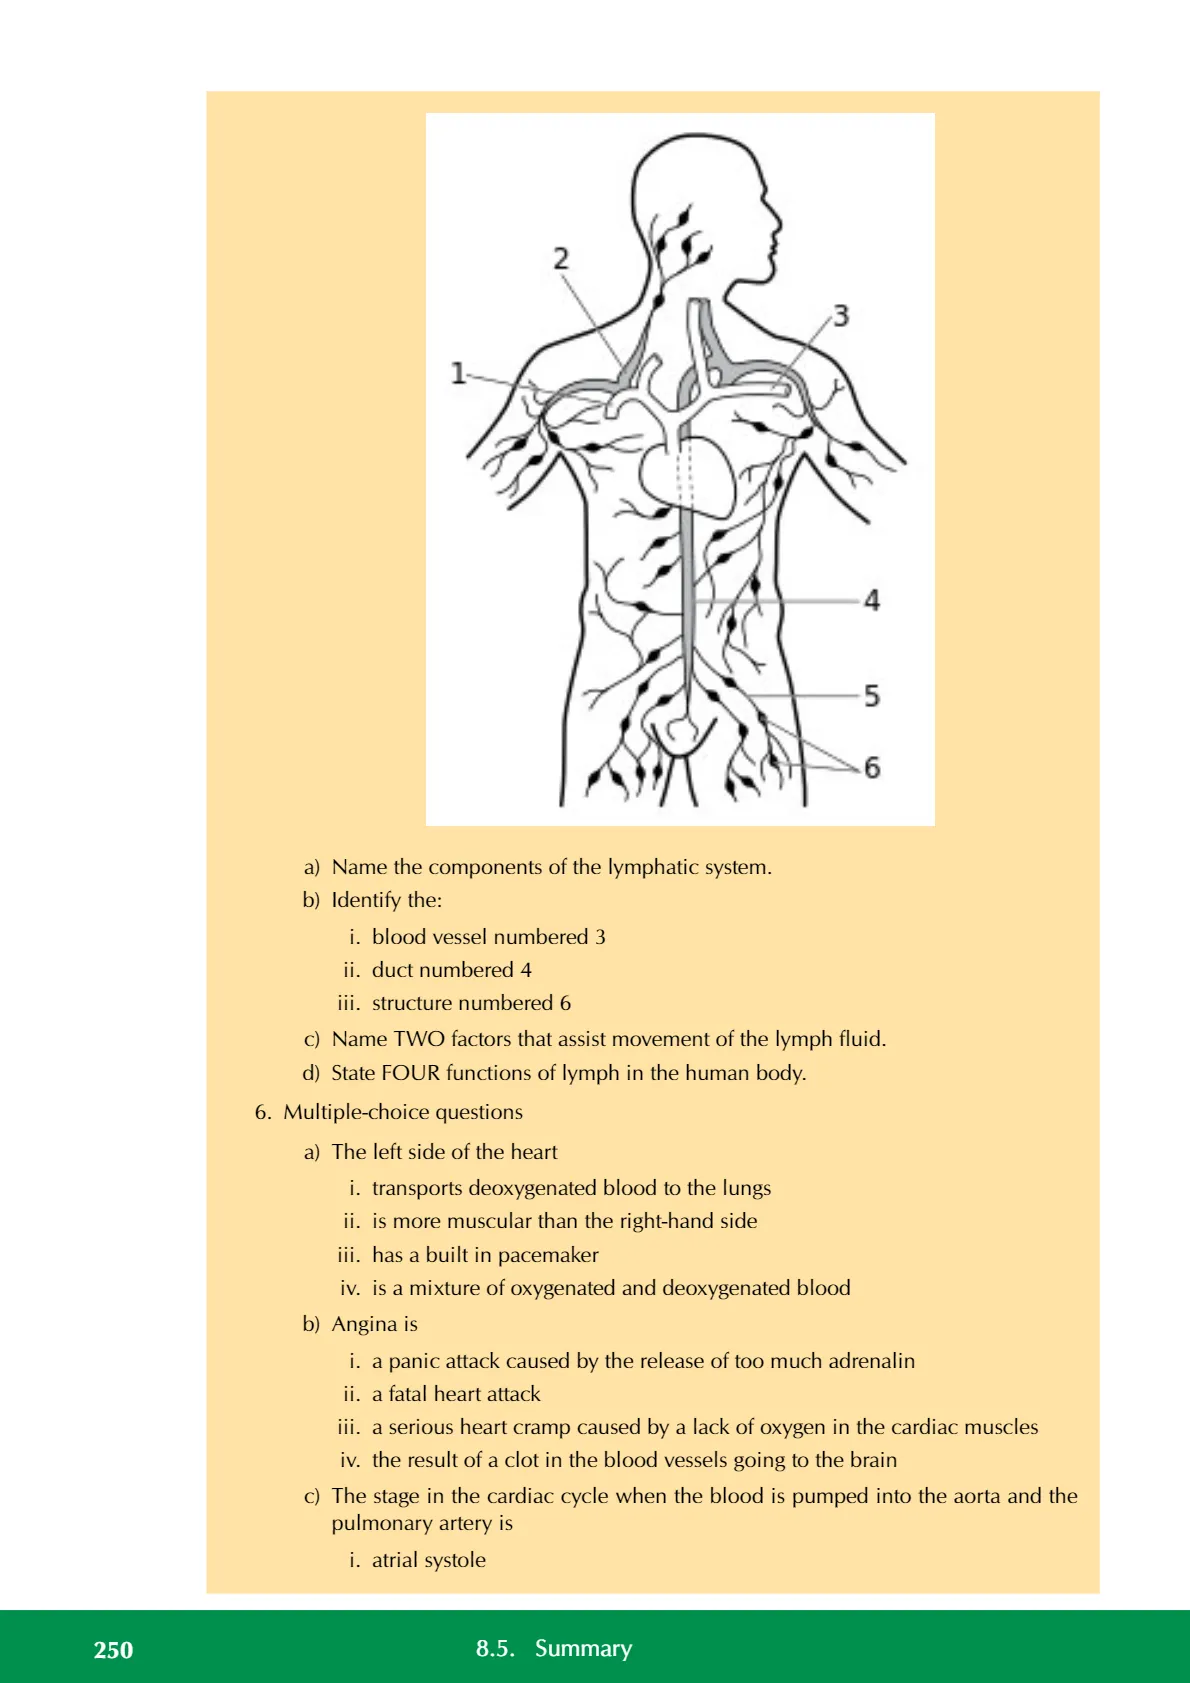 2
3
1
4
5
6
a) Name the components of the lymphatic system.
b) Identify the:
i. blood vessel numbered 3
ii. duct numbered 4
iii. structure numbered 6
c) Name TWO factors that assist movement of the lymph fluid.
d) State FOUR functions of lymph in the human body.
6. Multiple-choice questions
a) The left side of the heart
i. transports deoxygenated blood to the lungs
ii. is more muscular than the right-hand side
iii. has a built in pacemaker
iv. is a mixture of oxygenated and deoxygenated blood
b) Angina is
i. a panic attack caused by the release of too much adrenalin
ii. a fatal heart attack
iii. a serious heart cramp caused by a lack of oxygen in the cardiac muscles
iv. the result of a clot in the blood vessels going to the brain
c) The stage in the cardiac cycle when the blood is pumped into the aorta and the
pulmonary artery is
i. atrial systole
250 8.5. Summary